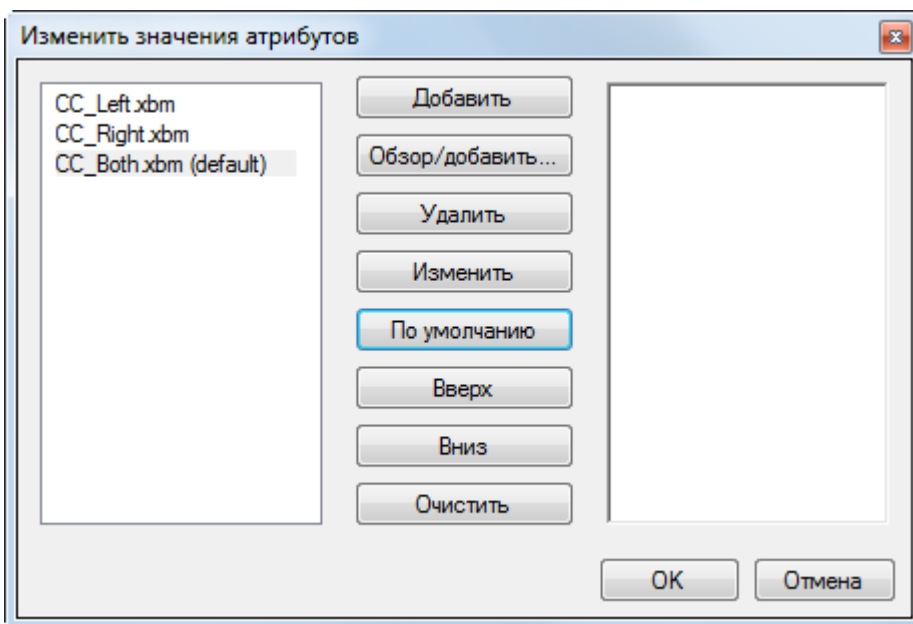 Изменить значения атрибутов
CC_Left.xbm
CC_Right.xbm
CC_Both.xbm (default)
Добавить
Обзор/добавить...
Удалить
Изменить
По умолчанию
Вверх
Вниз
Очистить
OK
Отмена